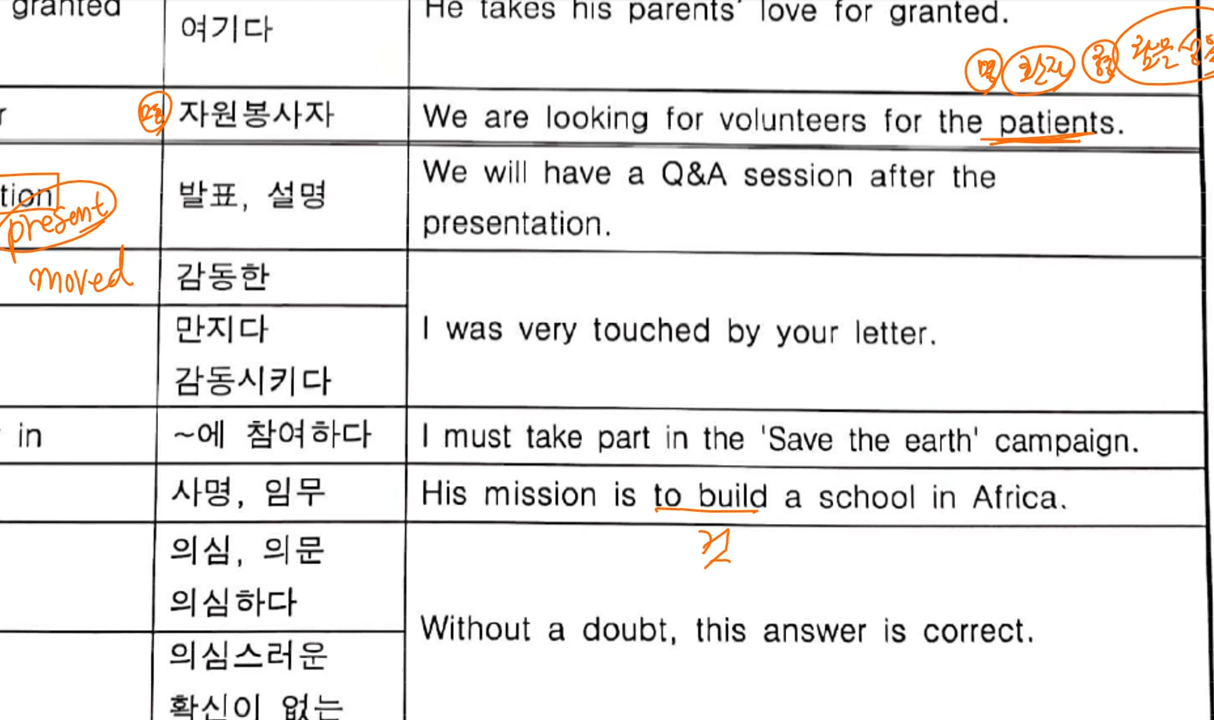 granted
여기다
He takes his parents' love for granted.
명 환자 형
자원봉사자
We are looking for volunteers for the patients.
tion
present
발표, 설명
We will have a Q&A session after the
presentation.
moved
감동한
만지다
감동시키다
I was very touched by your letter.
in
~에 참여하다
I must take part in the 'Save the earth' campaign.
사명, 임무
His mission is to build a school in Africa.
것
의심, 의문
의심하다
Without a doubt, this answer is correct.
의심스러운
확신이 없는